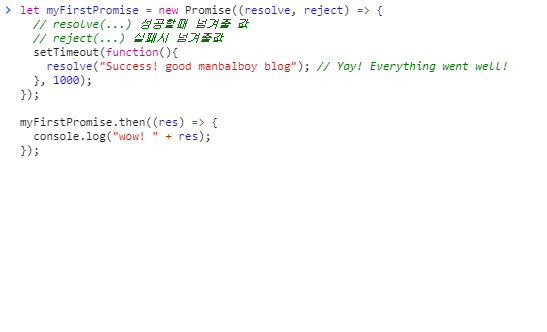 let myFirstPromise = new Promise((resolve, reject) => {
  // resolve(...) 성공할때 넘겨줄 값
  // reject(...) 실패시 넘겨줄값
  setTimeout(function(){
    resolve("Success! good manbalboy blog"); // Yay! Everything went well!
  }, 1000);
});

myFirstPromise.then((res) => {
  console.log("wow! " + res);
});